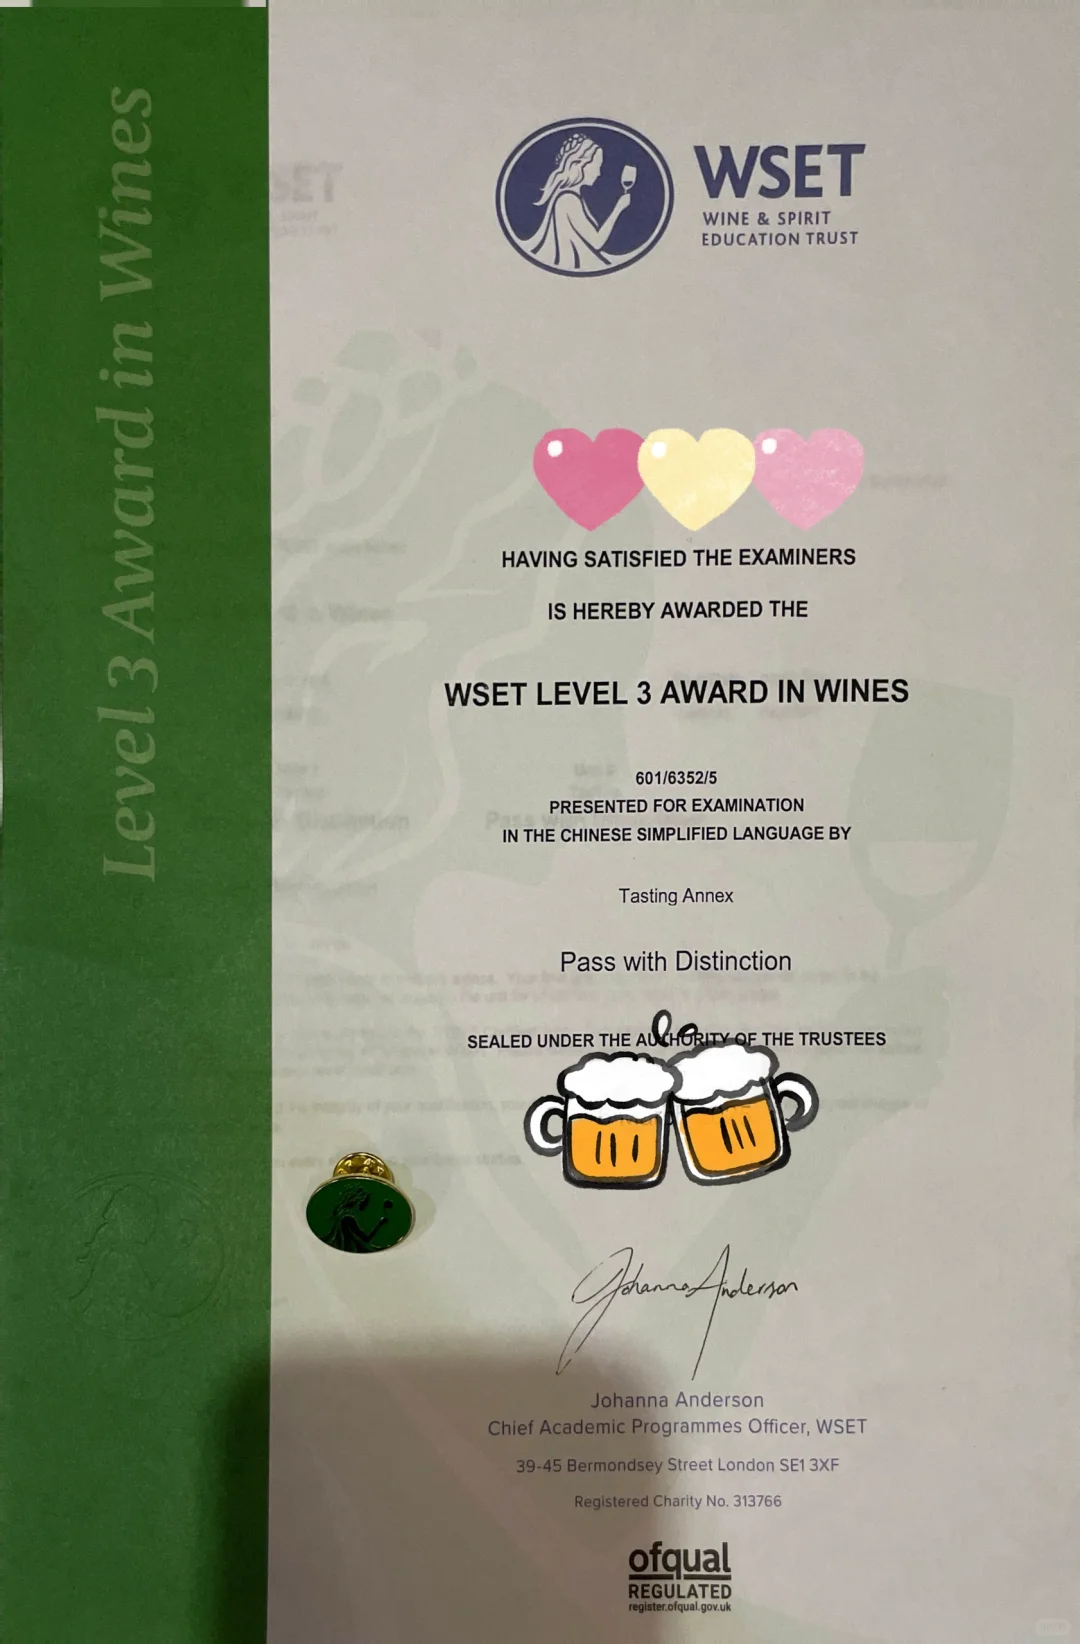 Level 3 Award in Wines
WSET
WINE & SPIRIT
EDUCATION TRUST
HAVING SATISFIED THE EXAMINERS
IS HEREBY AWARDED THE
WSET LEVEL 3 AWARD IN WINES
601/6352/5
PRESENTED FOR EXAMINATION
IN THE CHINESE SIMPLIFIED LANGUAGE BY
Tasting Annex
Pass with Distinction
SEALED UNDER THE AUTHORITY OF THE TRUSTEES
Johanna Anderson
Johanna Anderson
Chief Academic Programmes Officer, WSET
39-45 Bermondsey Street London SE1 3XF
Registered Charity No. 313766
ofqual
REGULATED
register.ofqual.gov.uk